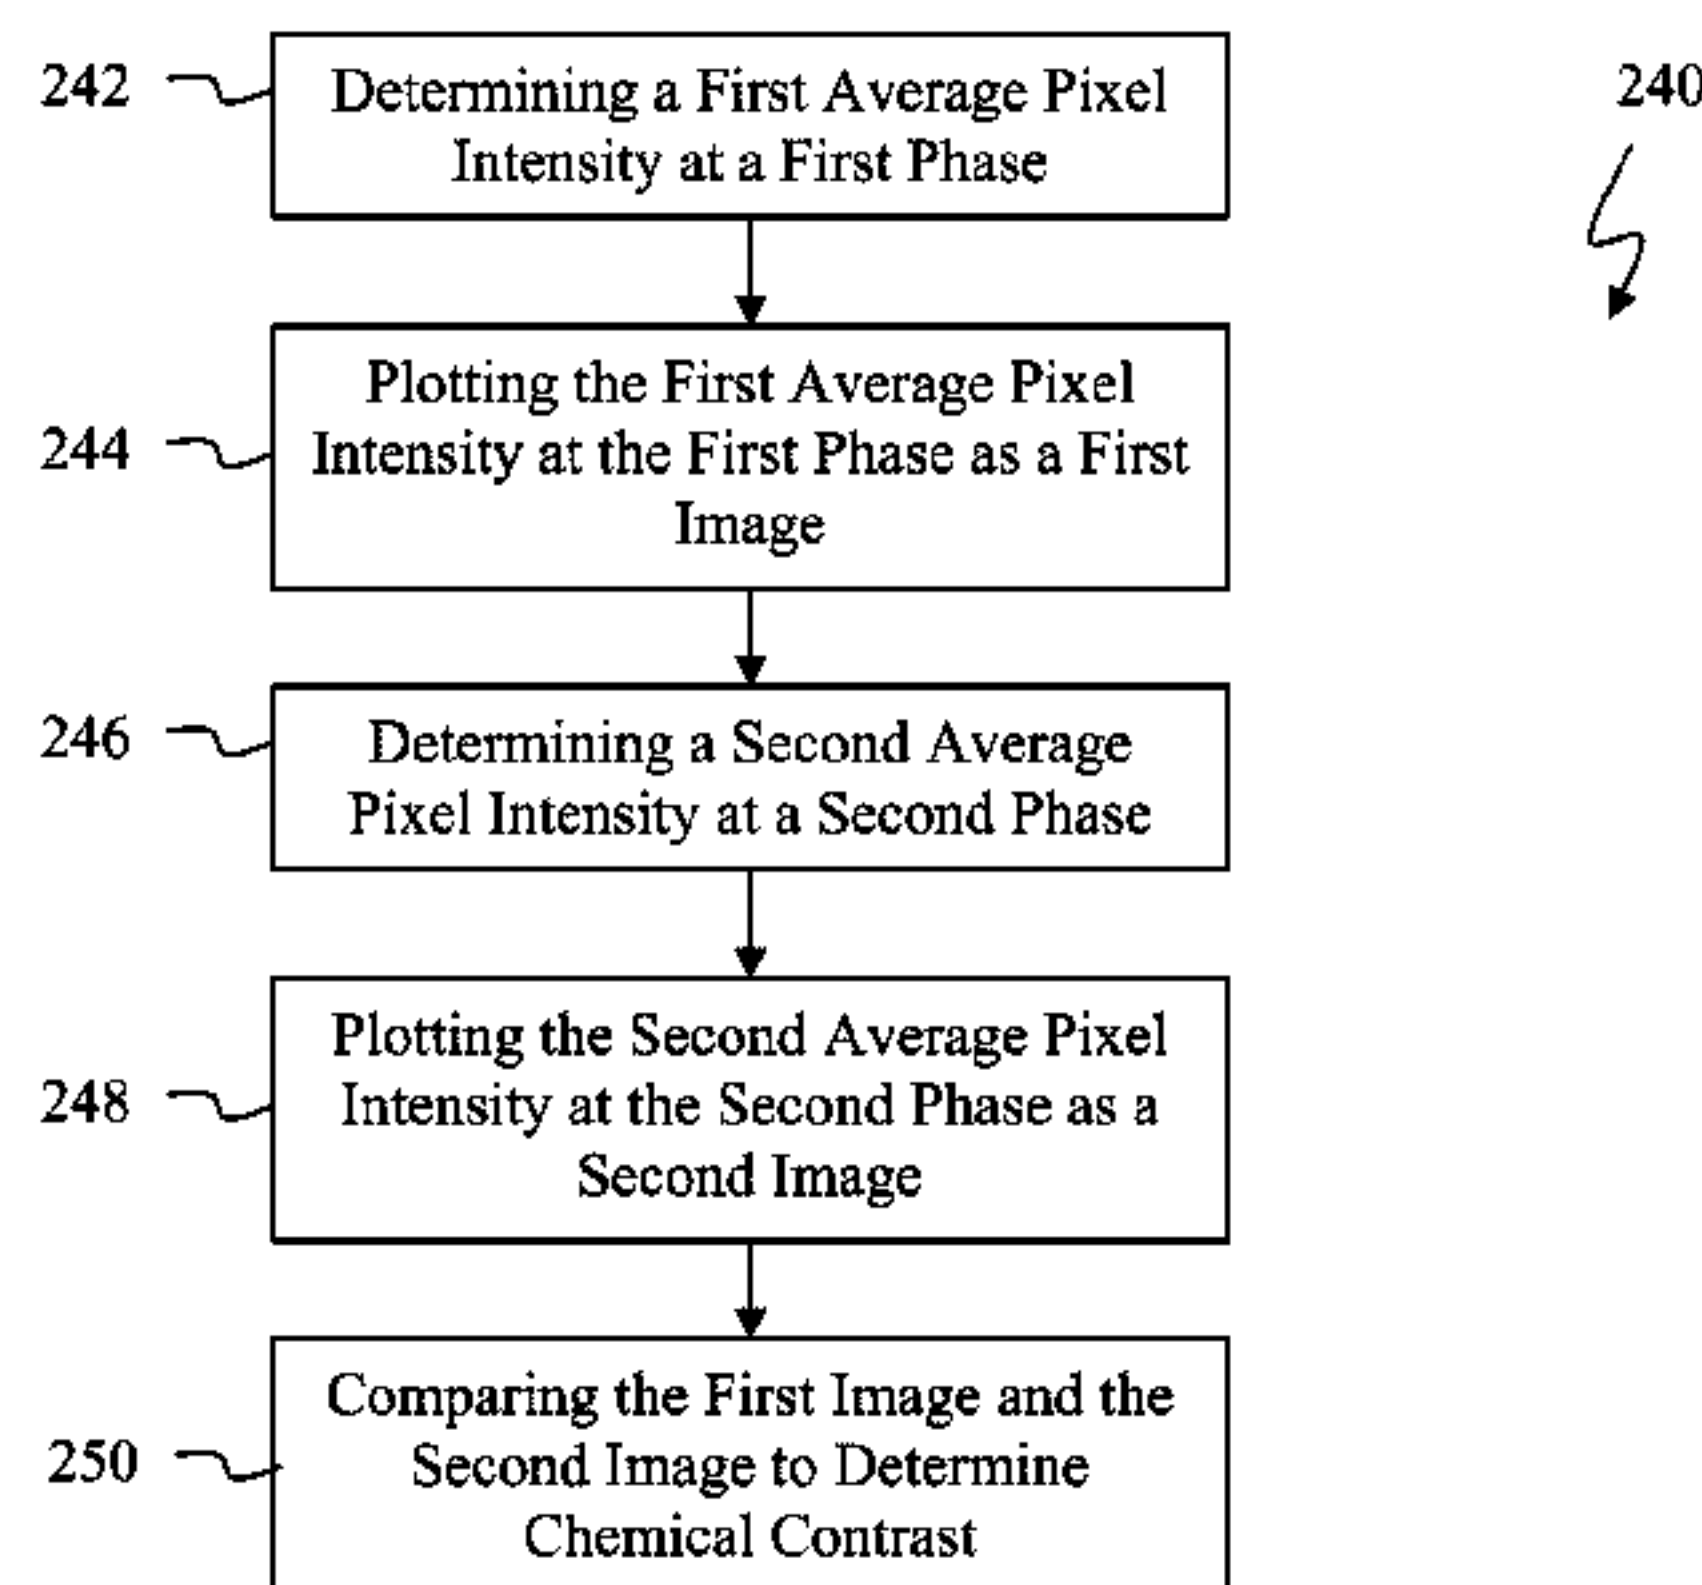 242
Determining a First Average Pixel
Intensity at a First Phase
240
244
Plotting the First Average Pixel
Intensity at the First Phase as a First
Image
246
Determining a Second Average
Pixel Intensity at a Second Phase
248
Plotting the Second Average Pixel
Intensity at the Second Phase as a
Second Image
250
Comparing the First Image and the
Second Image to Determine
Chemical Contrast